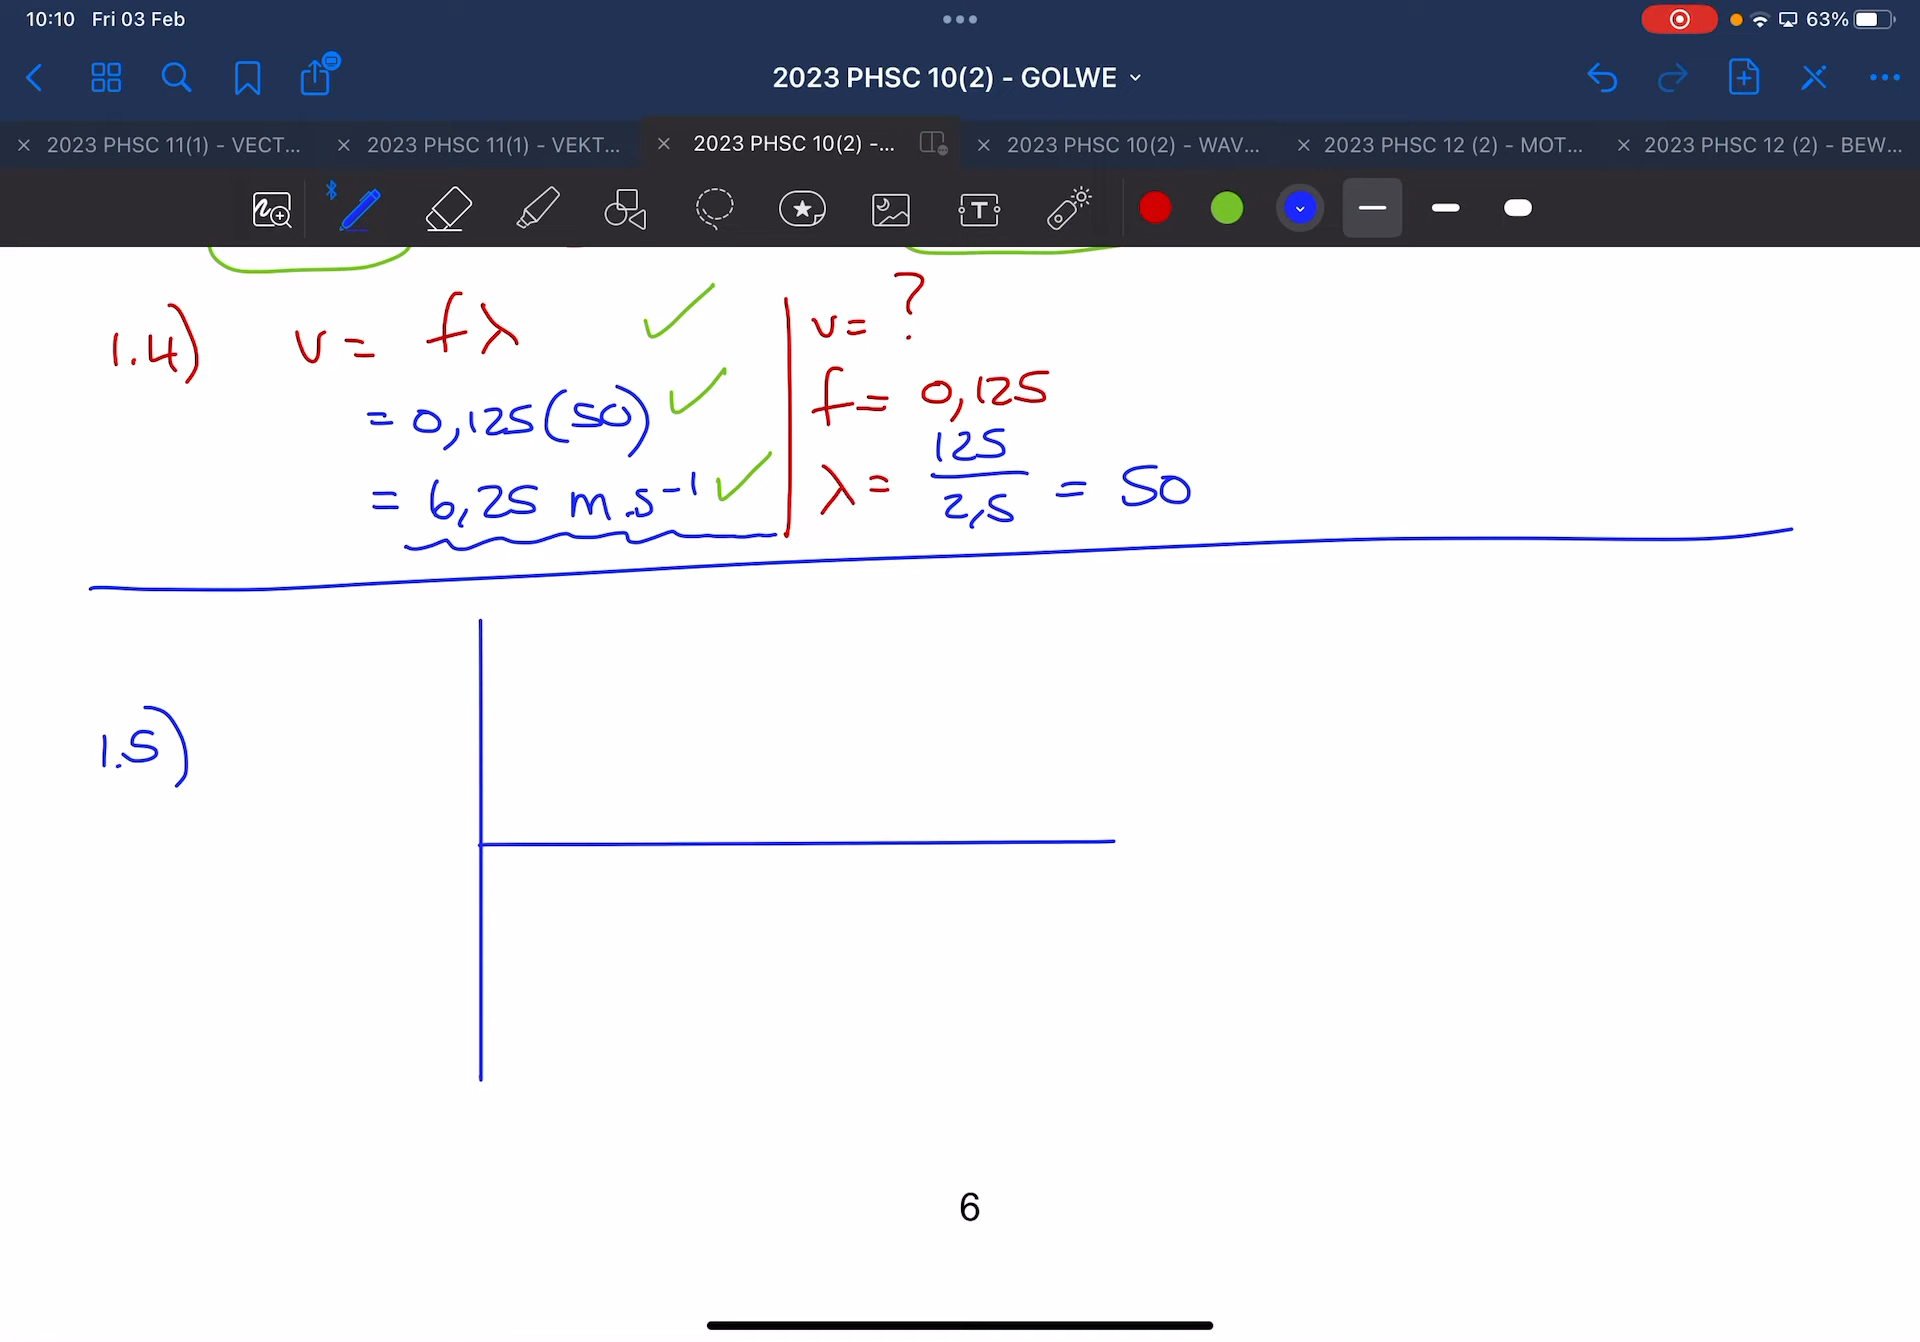 10:10 Fri 03 Feb
63%
2023 PHSC 10(2) - GOLWE
2023 PHSC 11(1) - VECT...
2023 PHSC 11(1) - VEKT...
2023 PHSC 10(2) -...
2023 PHSC 10(2) - WAV...
2023 PHSC 12 (2) - MOT...
2023 PHSC 12 (2) - BEW...
1.4) v = fλ ✓
= 0,125(50) ✓
= 6,25 m.s⁻¹ ✓
v = ?
f = 0,125
λ = 125/2,5 = 50
1.5)
6